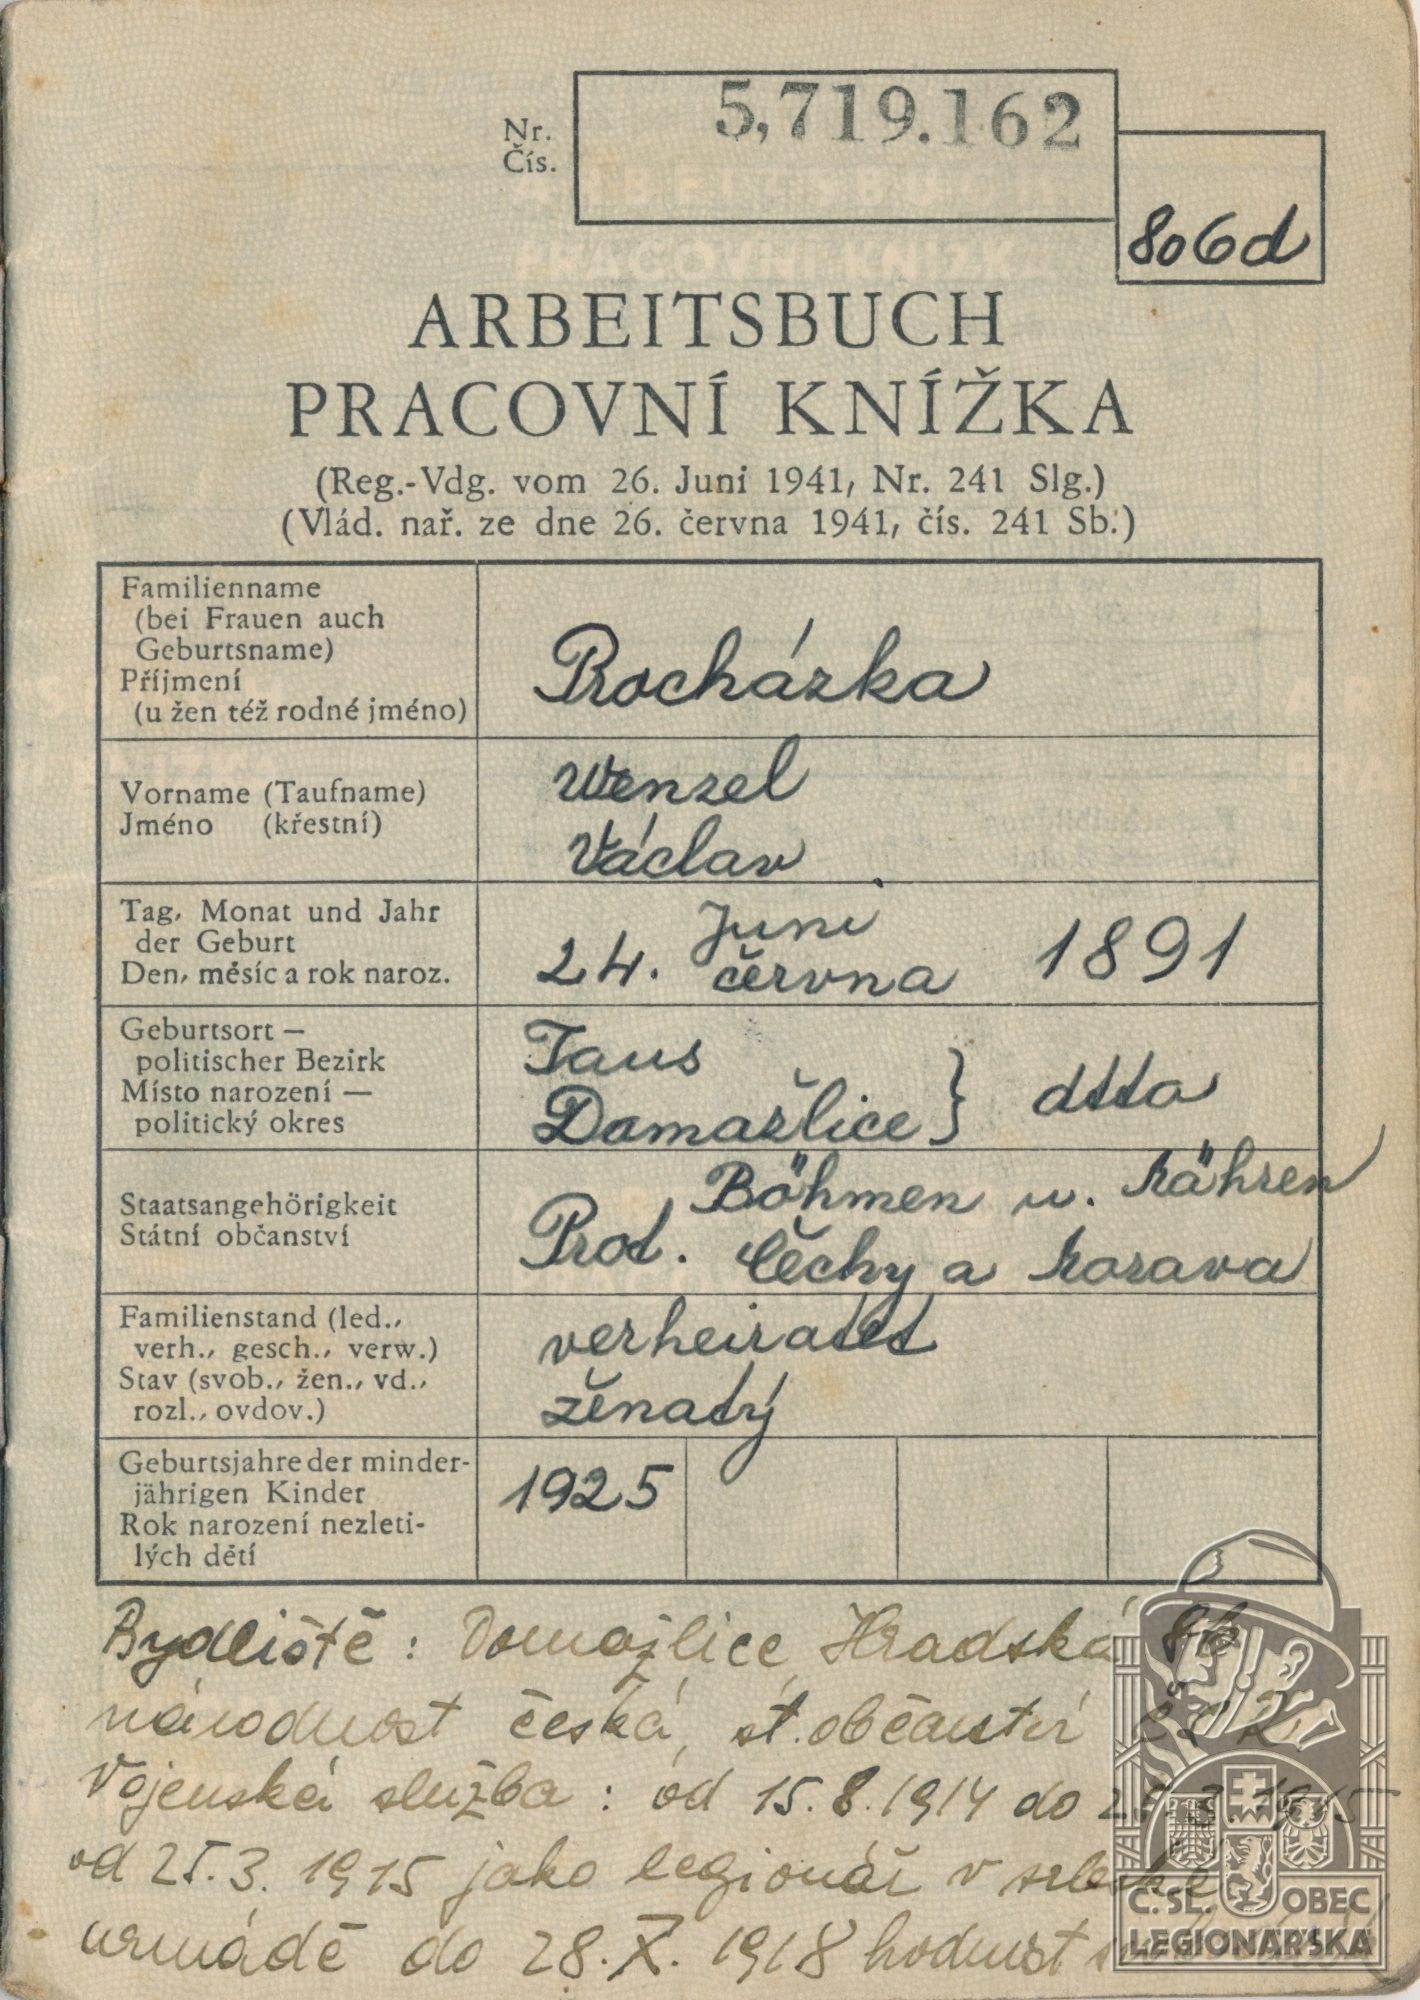 Nr.
Čís.
5,719.162
806d
ARBEITSBUCH
PRACOVNÍ KNÍŽKA
(Reg.-Vdg. vom 26. Juni 1941, Nr. 241 Slg.)
(Vlád. nař. ze dne 26. června 1941, čís. 241 Sb.)
Familienname
(bei Frauen auch
Geburtsname)
Příjmení
(u žen též rodné jméno)
Procházka
Vorname (Taufname)
Jméno (křestní)
Wenzel
Václav
Tag, Monat und Jahr
der Geburt
Den, měsíc a rok naroz.
24. Juni 1891
června
Geburtsort —
politischer Bezirk
Místo narození —
politický okres
Taus
Domažlice } dtto
Staatsangehörigkeit
Státní občanství
Prot. Böhmen u. Mähren
Čechy a Morava
Familienstand (led.,
verh., gesch., verw.)
Stav (svob., žen., vd.,
rozl., ovdov.)
verheiratet
ženatý
Geburtsjahre der minder-
jährigen Kinder
Rok narození nezleti-
lých dětí
1925
Bydliště : Domažlice, Hradská
národnost česká, st. občanství
Vojenská služba : od 15. 8. 1914 do 25. 3. 1915
od 25. 3. 1915 jako legionář v srbské
armádě do 28. X. 1918 hodnost
Č. SL. OBEC
LEGIONÁŘSKÁ